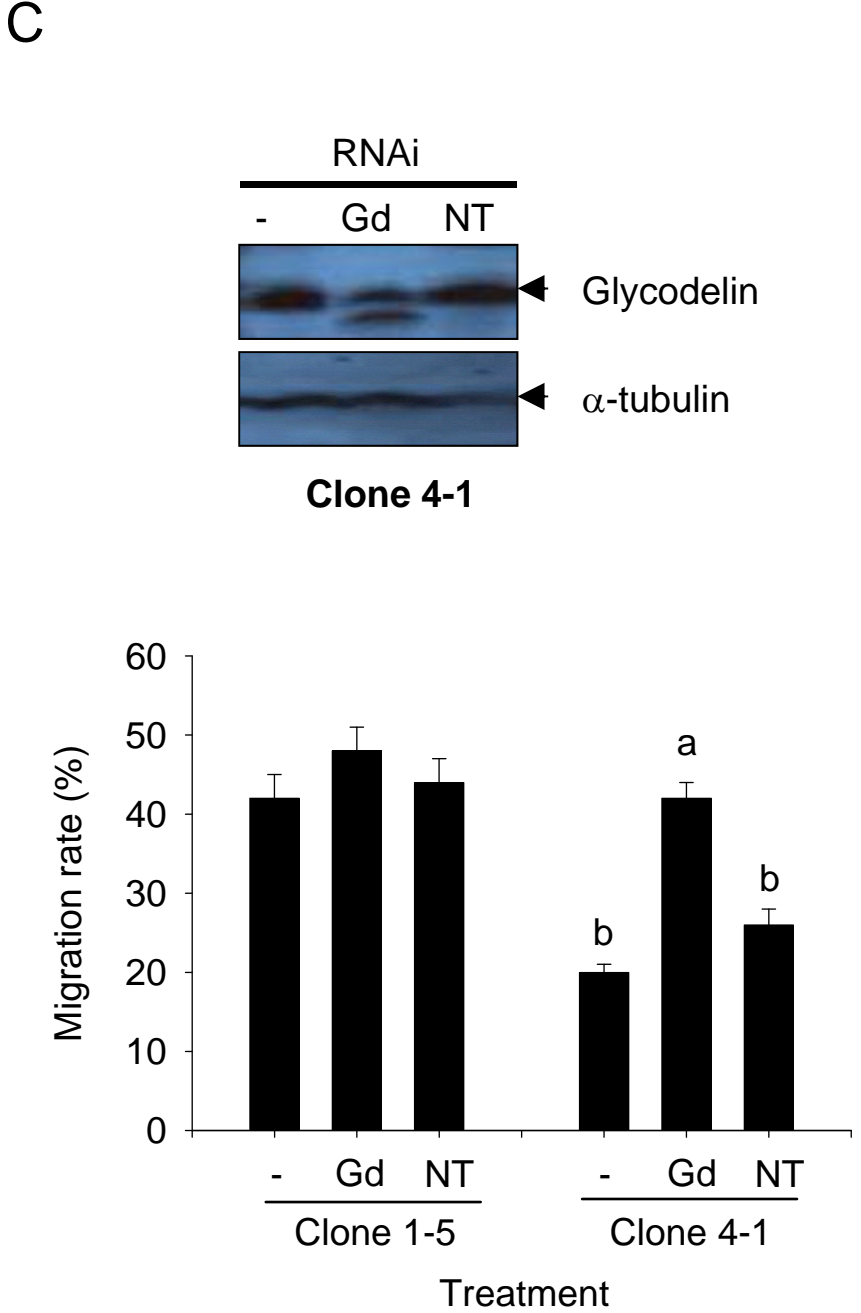 C
RNAi
- Gd NT
Glycodelin
α-tubulin
Clone 4-1
60
50
40
30
20
10
0
Migration rate (%)
b a b
- Gd NT - Gd NT
Clone 1-5 Clone 4-1
Treatment